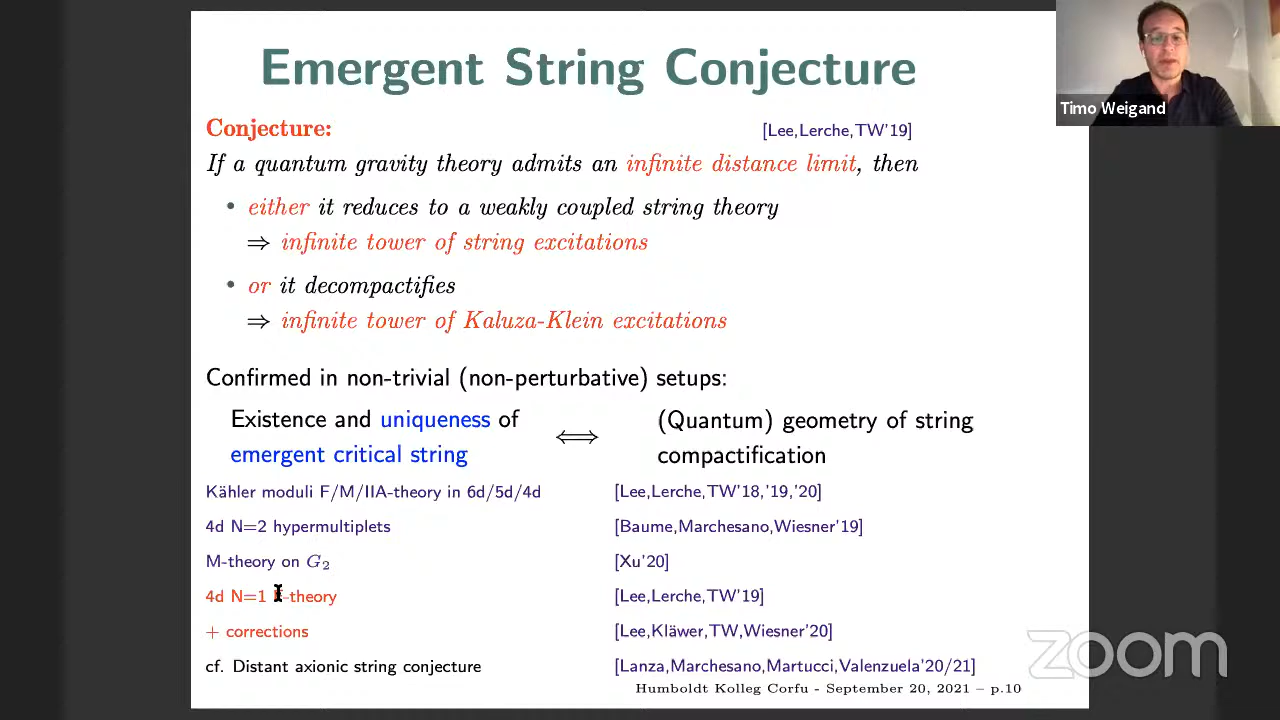 Emergent String Conjecture
Timo Weigand
Conjecture: [Lee,Lerche,TW'19]
If a quantum gravity theory admits an infinite distance limit, then
• either it reduces to a weakly coupled string theory
⇒ infinite tower of string excitations
• or it decompactifies
⇒ infinite tower of Kaluza-Klein excitations
Confirmed in non-trivial (non-perturbative) setups:
Existence and uniqueness of emergent critical string ⟺ (Quantum) geometry of string compactification
Kähler moduli F/M/IIA-theory in 6d/5d/4d [Lee,Lerche,TW'18,'19,'20]
4d N=2 hypermultiplets [Baume,Marchesano,Wiesner'19]
M-theory on G₂ [Xu'20]
4d N=1 -theory [Lee,Lerche,TW'19]
+ corrections [Lee,Kläwer,TW,Wiesner'20]
cf. Distant axionic string conjecture [Lanza,Marchesano,Martucci,Valenzuela'20/21]
Humboldt Kolleg Corfu - September 20, 2021 – p.10
zoom